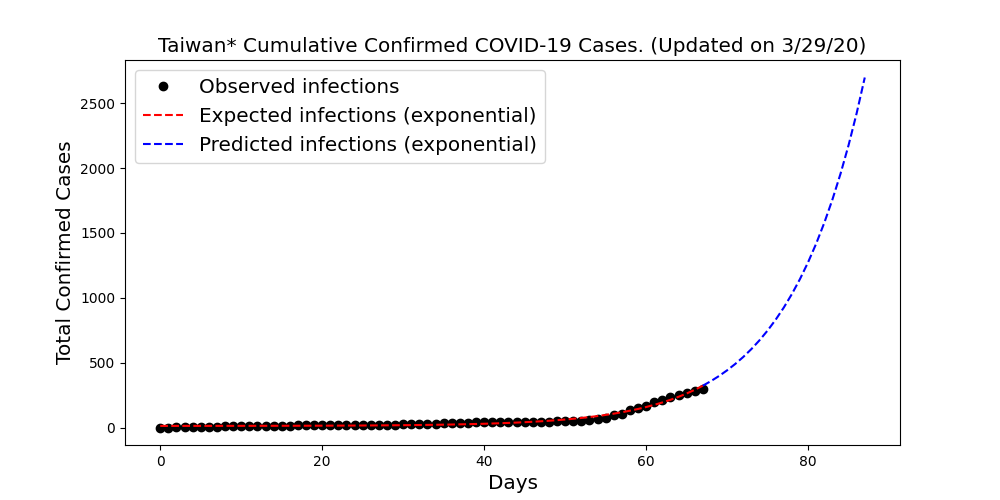 Taiwan* Cumulative Confirmed COVID-19 Cases. (Updated on 3/29/20)
Observed infections
Expected infections (exponential)
Predicted infections (exponential)
Total Confirmed Cases
2500
2000
1500
1000
500
0
0 20 40 60 80
Days